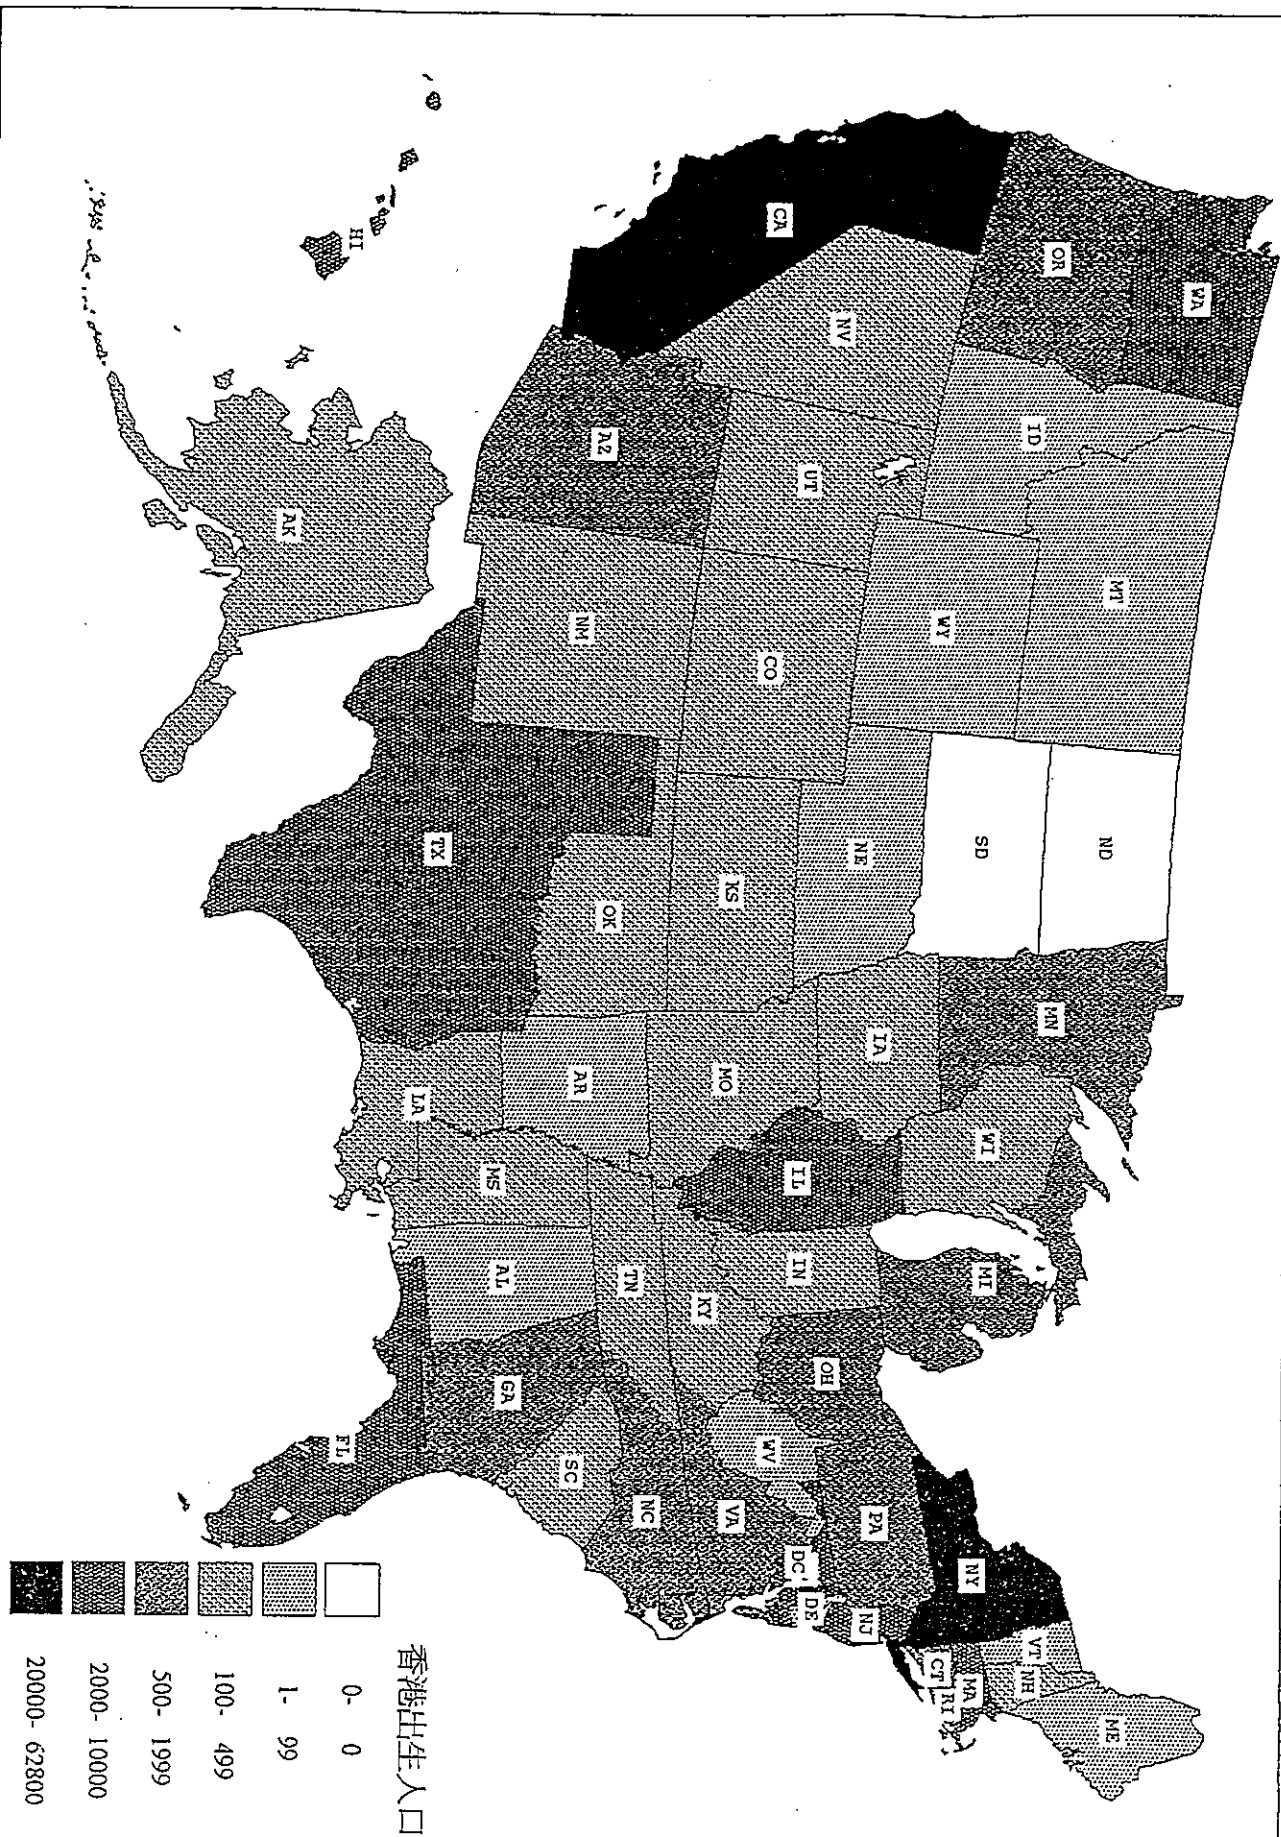 WA
OR
CA
NV
ID
MT
WY
UT
AZ
CO
NM
ND
SD
NE
KS
OK
TX
MN
IA
MO
AR
LA
WI
IL
MS
MI
IN
KY
TN
AL
OH
WV
VA
NC
SC
GA
FL
PA
NY
NJ
DE
DC
VT
NH
ME
MA
CT
RI
HI
AK
香港出生人口
0- 0
1- 99
100- 499
500- 1999
2000- 10000
20000- 62800